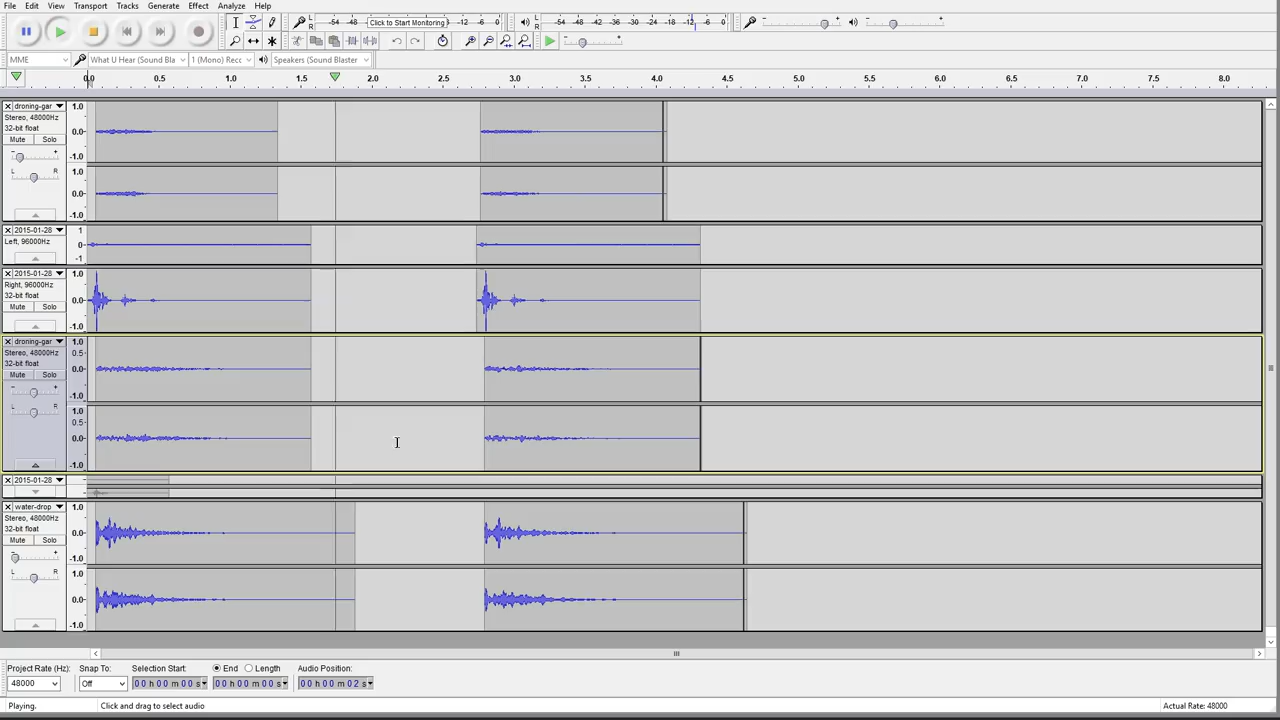 File Edit View Transport Tracks Generate Effect Analyze Help
L R -54 -48 Click to Start Monitoring -12 -6 0
L R -54 -48 -42 -36 -30 -24 -18 -12 -6 0
MME What U Hear (Sound Bla 1 (Mono) Recc Speakers (Sound Blaster
0.0 0.5 1.0 1.5 2.0 2.5 3.0 3.5 4.0 4.5 5.0 5.5 6.0 6.5 7.0 7.5 8.0
droning-gar 1.0
Stereo, 48000Hz
32-bit float 0.0
Mute Solo
- + -1.0
L R 1.0
0.0
-1.0
2015-01-28 1
Left, 96000Hz 0
-1
2015-01-28 1.0
Right, 96000Hz
32-bit float 0.0
Mute Solo
-1.0
droning-gar 1.0
Stereo, 48000Hz 0.5
32-bit float 0.0
Mute Solo
- + -1.0
L R 1.0
0.5
0.0
-1.0
2015-01-28
water-drop 1.0
Stereo, 48000Hz
32-bit float 0.0
Mute Solo
- + -1.0
L R 1.0
0.0
-1.0
Project Rate (Hz): Snap To: Selection Start: End Length Audio Position:
48000 Off 00 h 00 m 00 s 00 h 00 m 00 s 00 h 00 m 02 s
Playing. Click and drag to select audio Actual Rate: 48000